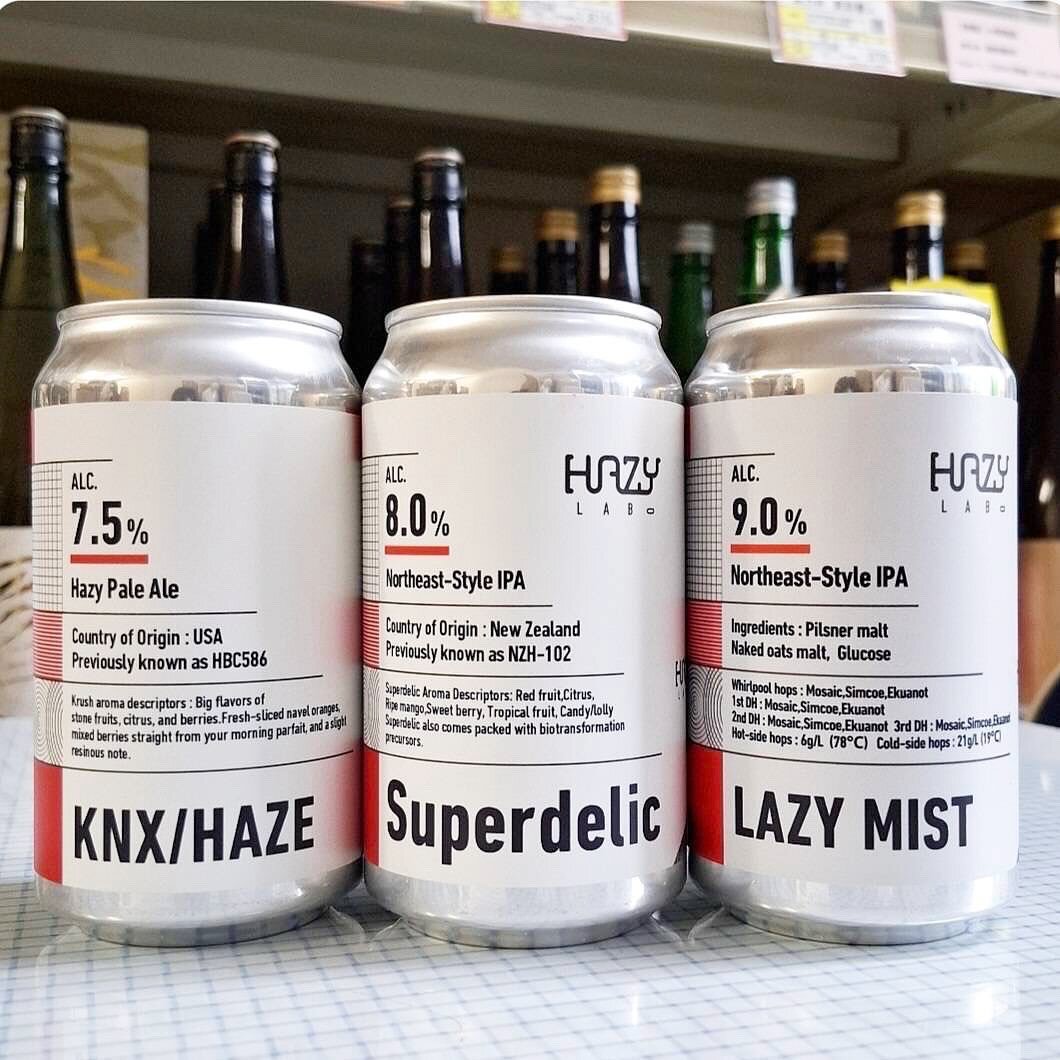 ALC.
7.5%
Hazy Pale Ale
Country of Origin : USA
Previously known as HBC586
Krush aroma descriptors : Big flavors of
stone fruits, citrus, and berries.Fresh-sliced navel oranges,
mixed berries straight from your morning parfait, and a slight
resinous note.
KNX/HAZE
HAZY
LABo
ALC.
8.0%
Northeast-Style IPA
Country of Origin : New Zealand
Previously known as NZH-102
Superdelic Aroma Descriptors: Red fruit,Citrus,
Ripe mango,Sweet berry, Tropical fruit, Candy/lolly
Superdelic also comes packed with biotransformation
precursors.
Superdelic
HAZY
LABo
ALC.
9.0%
Northeast-Style IPA
Ingredients : Pilsner malt
Naked oats malt, Glucose
Whirlpool hops : Mosaic,Simcoe,Ekuanot
1st DH : Mosaic,Simcoe,Ekuanot
2nd DH : Mosaic,Simcoe,Ekuanot 3rd DH : Mosaic,Simcoe,Ekuanot
Hot-side hops : 6g/L (78°C) Cold-side hops : 21g/L (19°C)
LAZY MIST